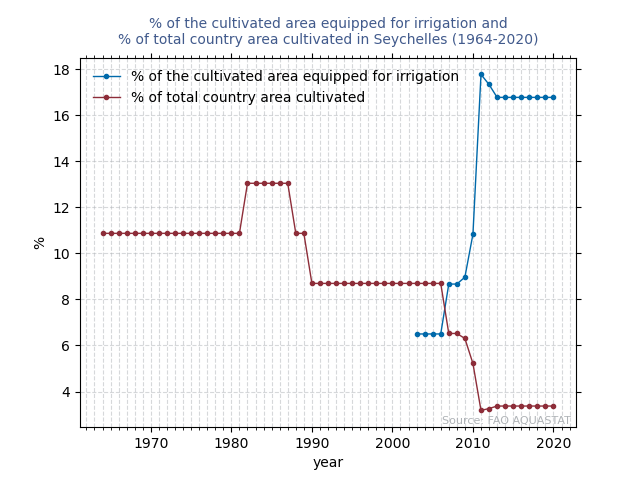 % of the cultivated area equipped for irrigation and
% of total country area cultivated in Seychelles (1964-2020)
% of the cultivated area equipped for irrigation
% of total country area cultivated
%
18
16
14
12
10
8
6
4
Source: FAO AQUASTAT
1970 1980 1990 2000 2010 2020
year